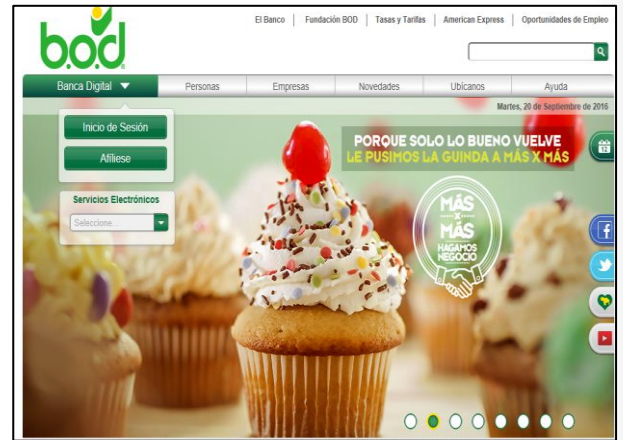 El Banco | Fundación BOD | Tasas y Tarifas | American Express | Oportunidades de Empleo
b.o.d.
Banca Digital Personas Empresas Novedades Ubícanos Ayuda
Martes, 20 de Septiembre de 2016
Inicio de Sesión
Afíliese
Servicios Electrónicos
Seleccione...
PORQUE SOLO LO BUENO VUELVE
LE PUSIMOS LA GUINDA A MÁS X MÁS
MÁS
X
MÁS
HAGAMOS
NEGOCIO
12